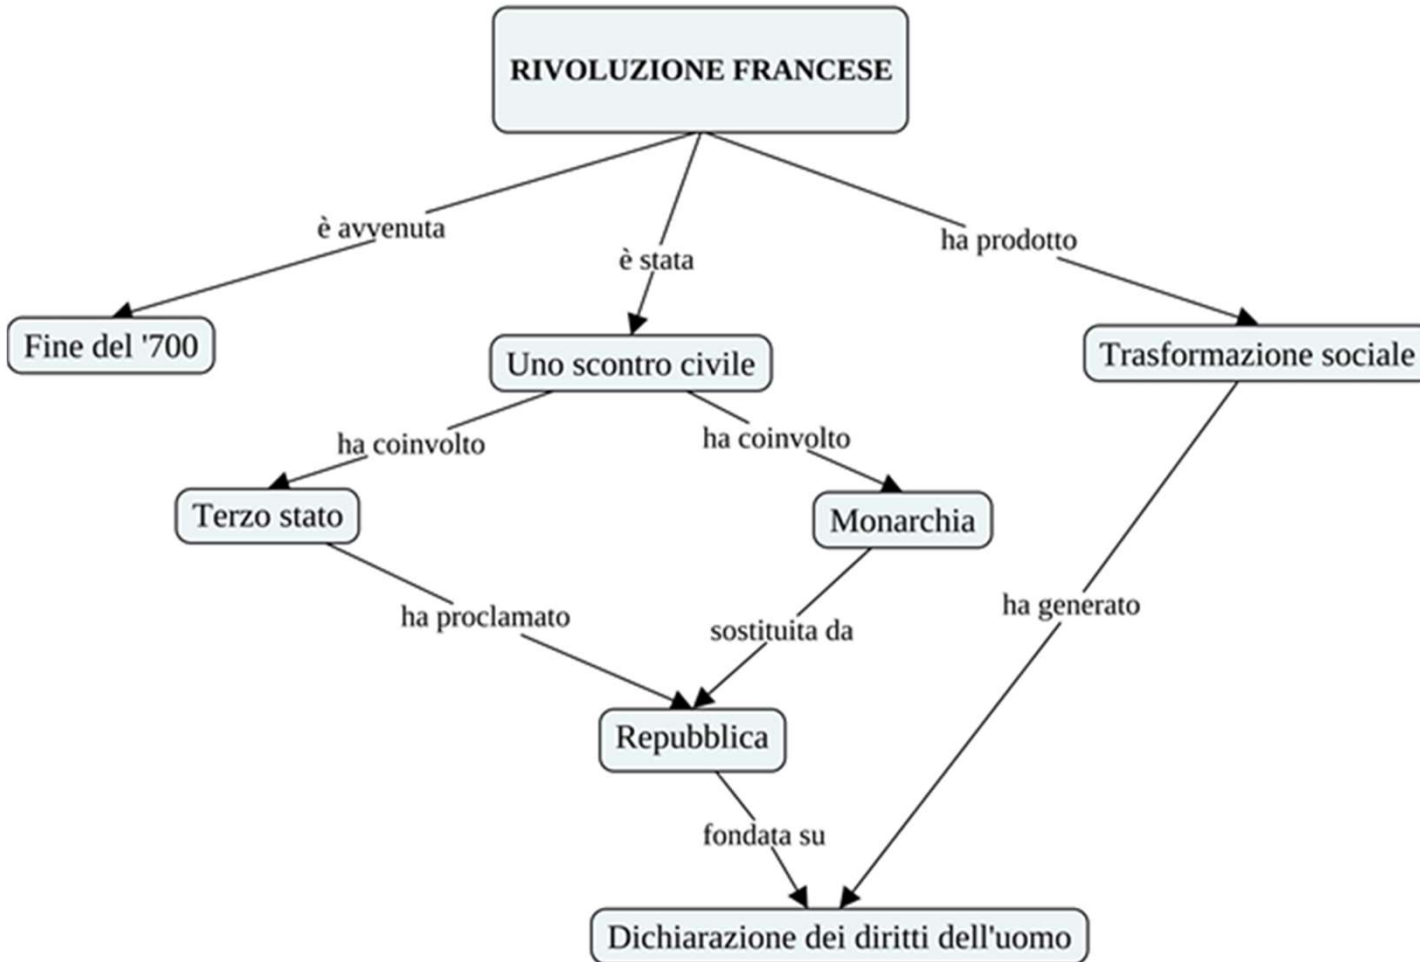 RIVOLUZIONE FRANCESE
è avvenuta
è stata
ha prodotto
Fine del '700
Uno scontro civile
Trasformazione sociale
ha coinvolto
ha coinvolto
Terzo stato
Monarchia
ha proclamato
sostituita da
ha generato
Repubblica
fondata su
Dichiarazione dei diritti dell'uomo